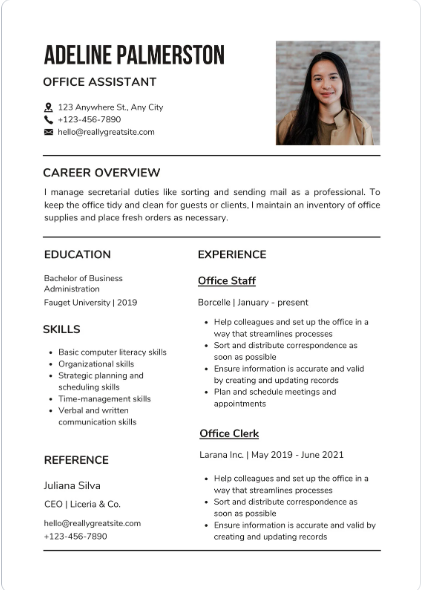 ADELINE PALMERSTON
OFFICE ASSISTANT
123 Anywhere St., Any City
+123-456-7890
hello@reallygreatsite.com
CAREER OVERVIEW
I manage secretarial duties like sorting and sending mail as a professional. To
keep the office tidy and clean for guests or clients, I maintain an inventory of office
supplies and place fresh orders as necessary.
EDUCATION
Bachelor of Business
Administration
Fauget University | 2019
SKILLS
• Basic computer literacy skills
• Organizational skills
• Strategic planning and
scheduling skills
• Time-management skills
• Verbal and written
communication skills
REFERENCE
Juliana Silva
CEO | Liceria & Co.
hello@reallygreatsite.com
+123-456-7890
EXPERIENCE
Office Staff
Borcelle | January - present
• Help colleagues and set up the office in a
way that streamlines processes
• Sort and distribute correspondence as
soon as possible
• Ensure information is accurate and valid
by creating and updating records
• Plan and schedule meetings and
appointments
Office Clerk
Larana Inc. | May 2019 - June 2021
• Help colleagues and set up the office in a
way that streamlines processes
• Sort and distribute correspondence as
soon as possible
• Ensure information is accurate and valid by
creating and updating records